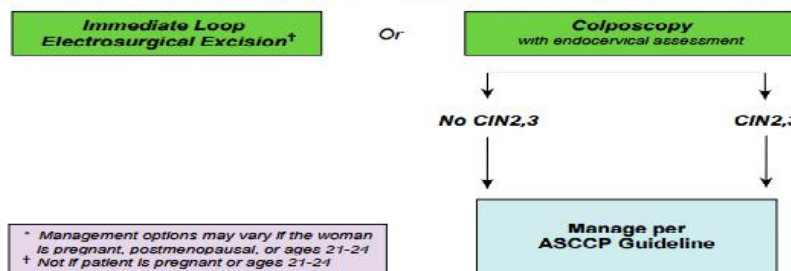 Immediate Loop
Electrosurgical Excision†
Or
Colposcopy
with endocervical assessment
No CIN2,3
CIN2,3
* Management options may vary if the woman
is pregnant, postmenopausal, or ages 21-24
† Not if patient is pregnant or ages 21-24
Manage per
ASCCP Guideline